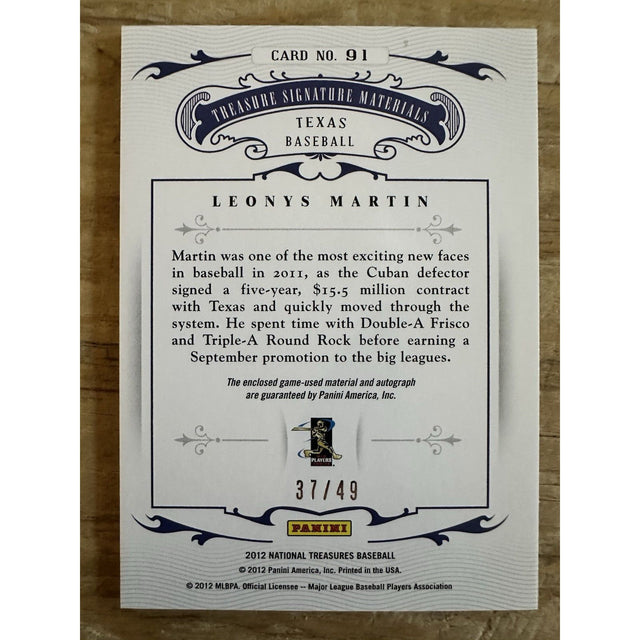 CARD NO. 91
TREASURE SIGNATURE MATERIALS
TEXAS
BASEBALL
LEONYS MARTIN
Martin was one of the most exciting new faces
in baseball in 2011, as the Cuban defector
signed a five-year, $15.5 million contract
with Texas and quickly moved through the
system. He spent time with Double-A Frisco
and Triple-A Round Rock before earning a
September promotion to the big leagues.
The enclosed game-used material and autograph
are guaranteed by Panini America, Inc.
PLAYERS
37/49
PANINI
2012 NATIONAL TREASURES BASEBALL
© 2012 Panini America, Inc. Printed in the USA.
© 2012 MLBPA. Official Licensee -- Major League Baseball Players Association